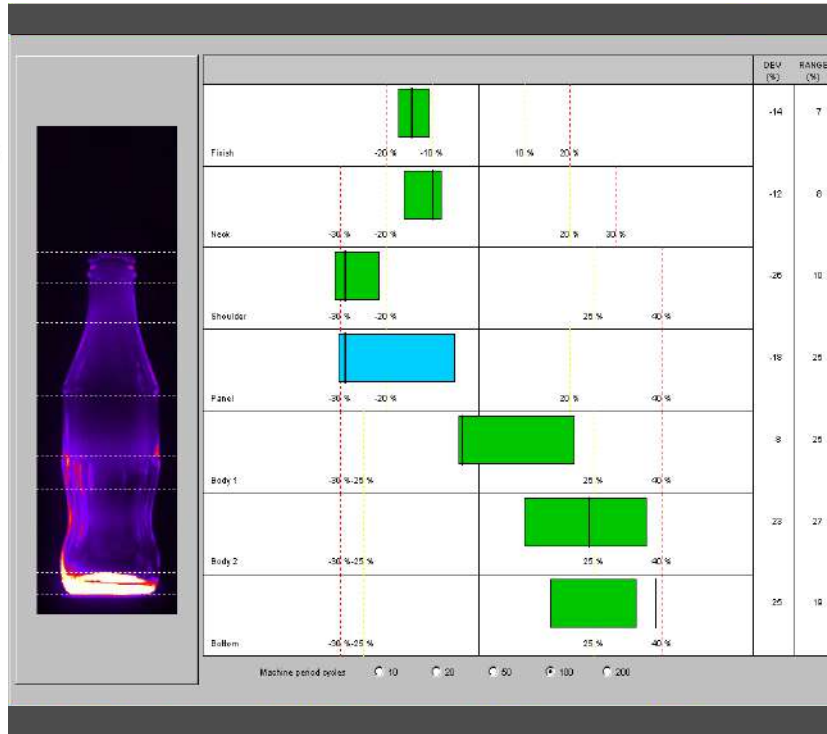 DEV RANGE
(%) (%)
-14 7
Finish -20 % -10 % 10 % 20 %
-12 8
Neck -30 % -20 % 20 % 30 %
-26 10
Shoulder -30 % -20 % 25 % 40 %
-18 25
Panel -30 % -20 % 20 % 40 %
-8 25
Body 1 -30 % -25 % 25 % 40 %
23 27
Body 2 -30 % -25 % 25 % 40 %
25 19
Bottom -30 % -25 % 25 % 40 %
Machine period cycles 10 20 50 100 200